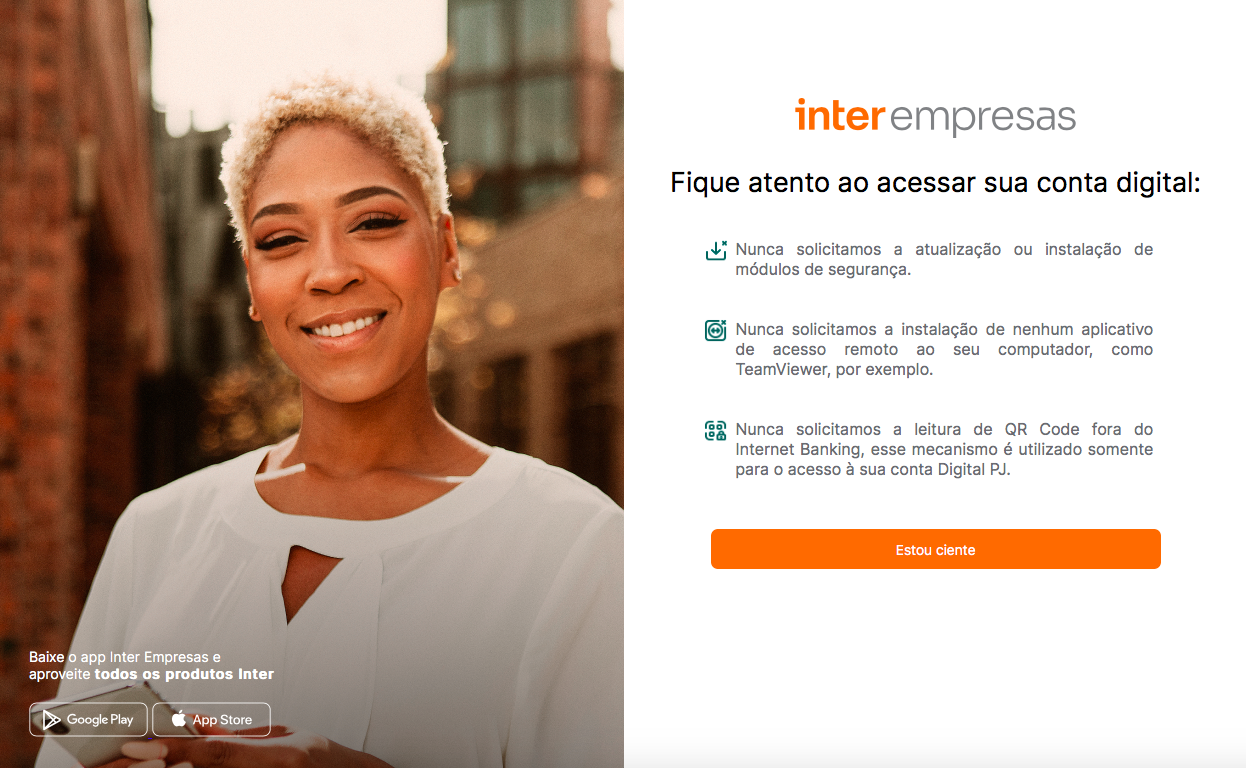 inter empresas
Fique atento ao acessar sua conta digital:
Nunca solicitamos a atualização ou instalação de
módulos de segurança.
Nunca solicitamos a instalação de nenhum aplicativo
de acesso remoto ao seu computador, como
TeamViewer, por exemplo.
Nunca solicitamos a leitura de QR Code fora do
Internet Banking, esse mecanismo é utilizado somente
para o acesso à sua conta Digital PJ.
Estou ciente
Baixe o app Inter Empresas e
aproveite todos os produtos Inter
Google Play
App Store